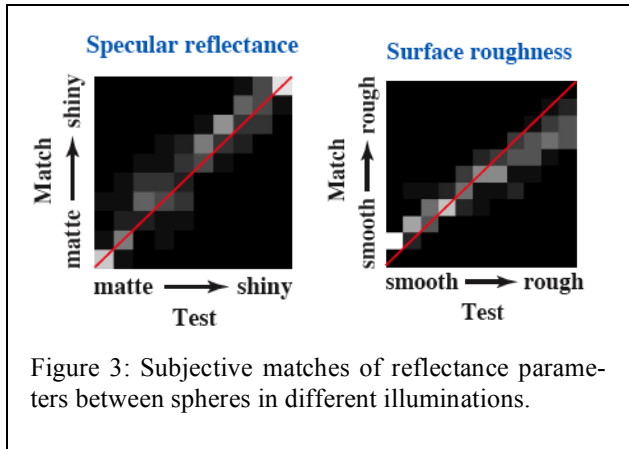 Specular reflectance
Match
matte → shiny
matte → shiny
Test
Surface roughness
Match
smooth → rough
smooth → rough
Test
Figure 3: Subjective matches of reflectance parame-
ters between spheres in different illuminations.